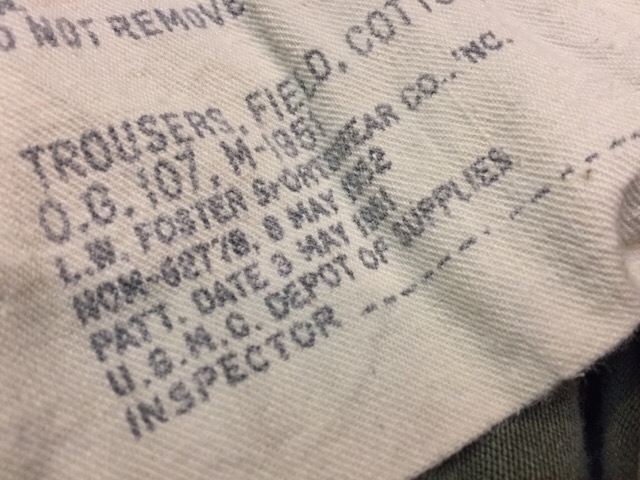 DO NOT REMOVE
TROUSERS, FIELD, COTTO
O.G. 107, M-1951
L.W. FOSTER SPORTSWEAR CO., INC.
NOM-62778, 8 MAY 1952
PATT. DATE 3 MAY 1951
U.S.M.C. DEPOT OF SUPPLIES
INSPECTOR